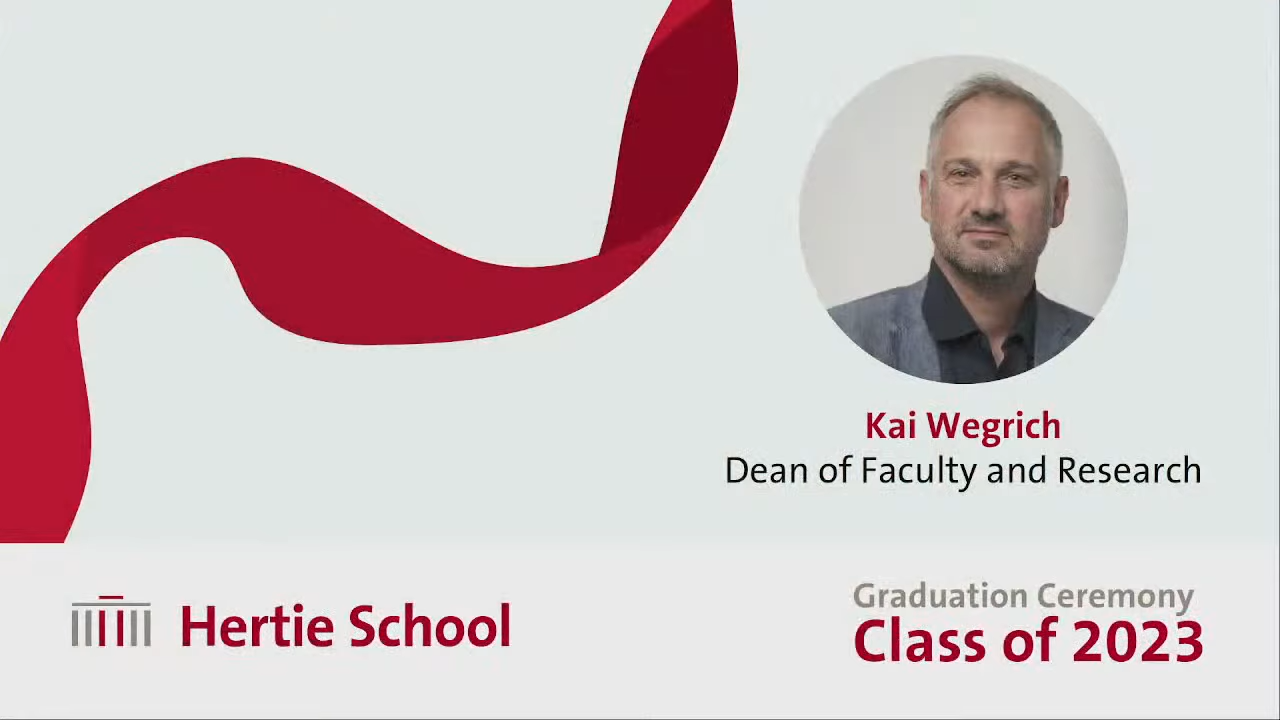 Kai Wegrich
Dean of Faculty and Research
Hertie School
Graduation Ceremony
Class of 2023